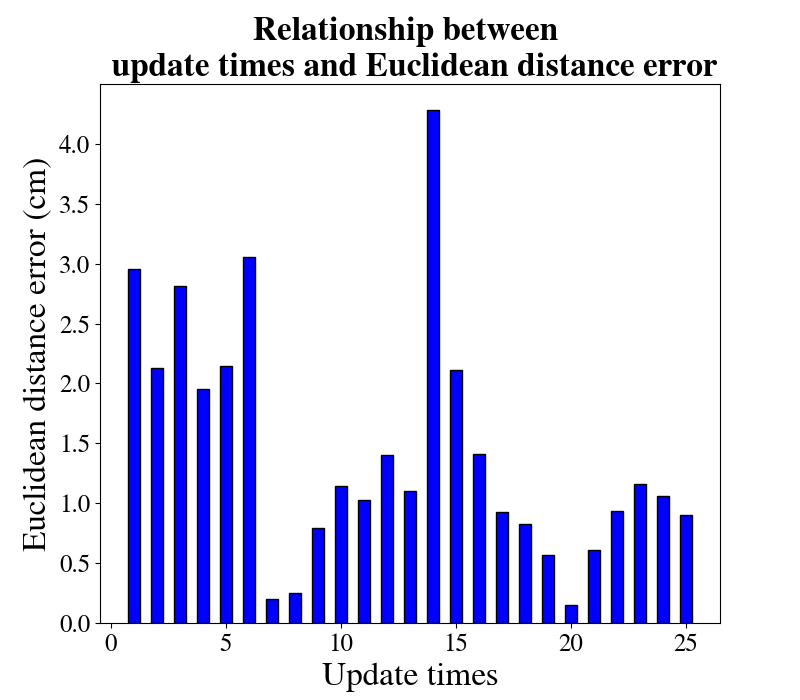 Relationship between
update times and Euclidean distance error
Euclidean distance error (cm)
4.0
3.5
3.0
2.5
2.0
1.5
1.0
0.5
0.0
0 5 10 15 20 25
Update times